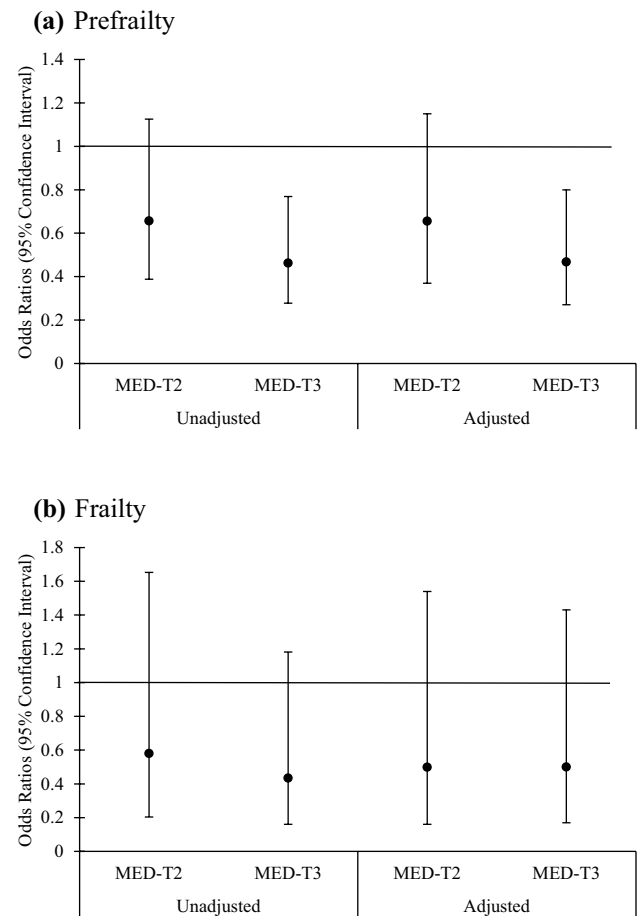 (a) Prefrailty
Odds Ratios (95% Confidence Interval)
1.4
1.2
1
0.8
0.6
0.4
0.2
0
MED-T2 MED-T3 MED-T2 MED-T3
Unadjusted Adjusted
(b) Frailty
Odds Ratios (95% Confidence Interval)
1.8
1.6
1.4
1.2
1
0.8
0.6
0.4
0.2
0
MED-T2 MED-T3 MED-T2 MED-T3
Unadjusted Adjusted